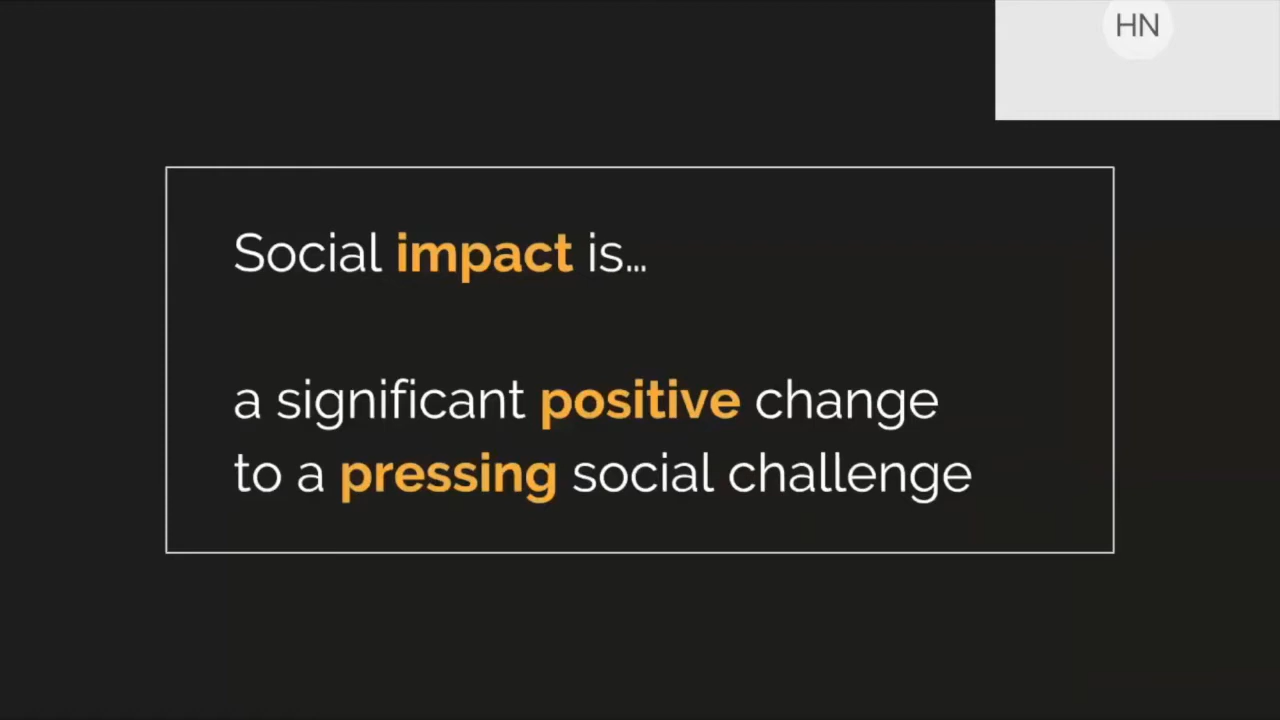 HN
Social impact is…
a significant positive change
to a pressing social challenge